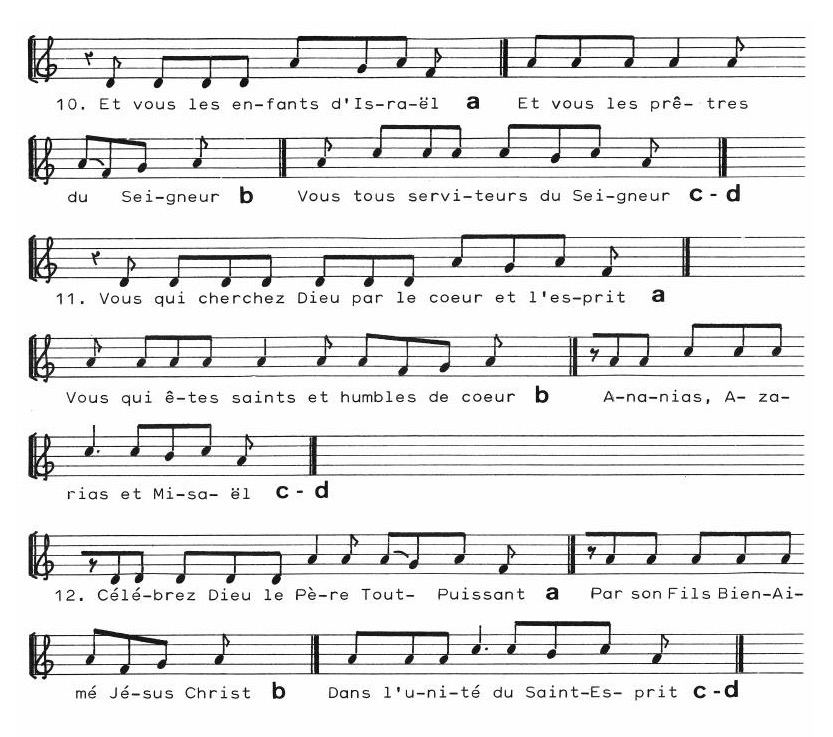 10. Et vous les en-fants d'Is-ra-ël a Et vous les prê- tres
du Sei-gneur b Vous tous servi-teurs du Sei-gneur c - d
11. Vous qui cherchez Dieu par le coeur et l'es-prit a
Vous qui ê-tes saints et humbles de coeur b A-na-nias, A- za-
rias et Mi-sa- ël c - d
12. Célé-brez Dieu le Pè-re Tout- Puissant a Par son Fils Bien-Ai-
mé Jé-sus Christ b Dans l'u-ni-té du Saint-Es- prit c - d